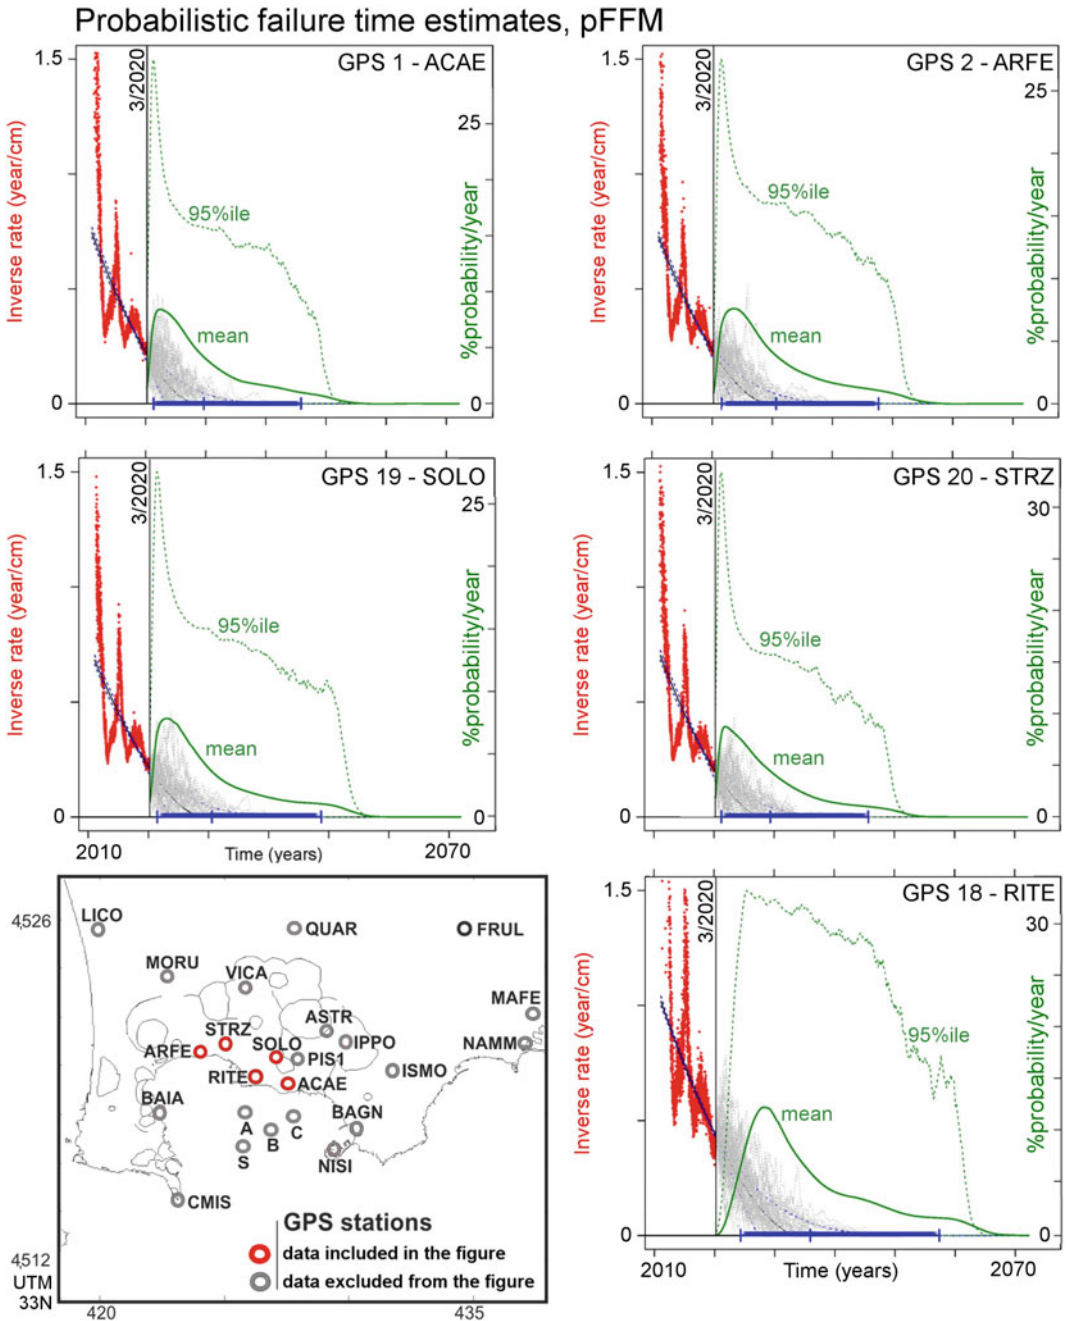 Probabilistic failure time estimates, pFFM
GPS 1 - ACAE
3/2020
1.5
0
Inverse rate (year/cm)
95%ile
mean
25
0
%probability/year
GPS 2 - ARFE
3/2020
1.5
0
Inverse rate (year/cm)
95%ile
mean
25
0
%probability/year
GPS 19 - SOLO
3/2020
1.5
0
Inverse rate (year/cm)
95%ile
mean
25
0
%probability/year
2010
Time (years)
2070
GPS 20 - STRZ
3/2020
1.5
0
Inverse rate (year/cm)
95%ile
mean
30
0
%probability/year
4,526
4,512
UTM
33N
420
435
LICO
QUAR
FRUL
MORU
VICA
MAFE
ASTR
STRZ
SOLO
IPPO
NAMM
ARFE
PIS1
RITE
ACAE
ISMO
BAIA
BAGN
A
B
C
S
NISI
CMIS
GPS stations
data included in the figure
data excluded from the figure
GPS 18 - RITE
3/2020
1.5
0
Inverse rate (year/cm)
95%ile
mean
30
0
%probability/year
2010
Time (years)
2070